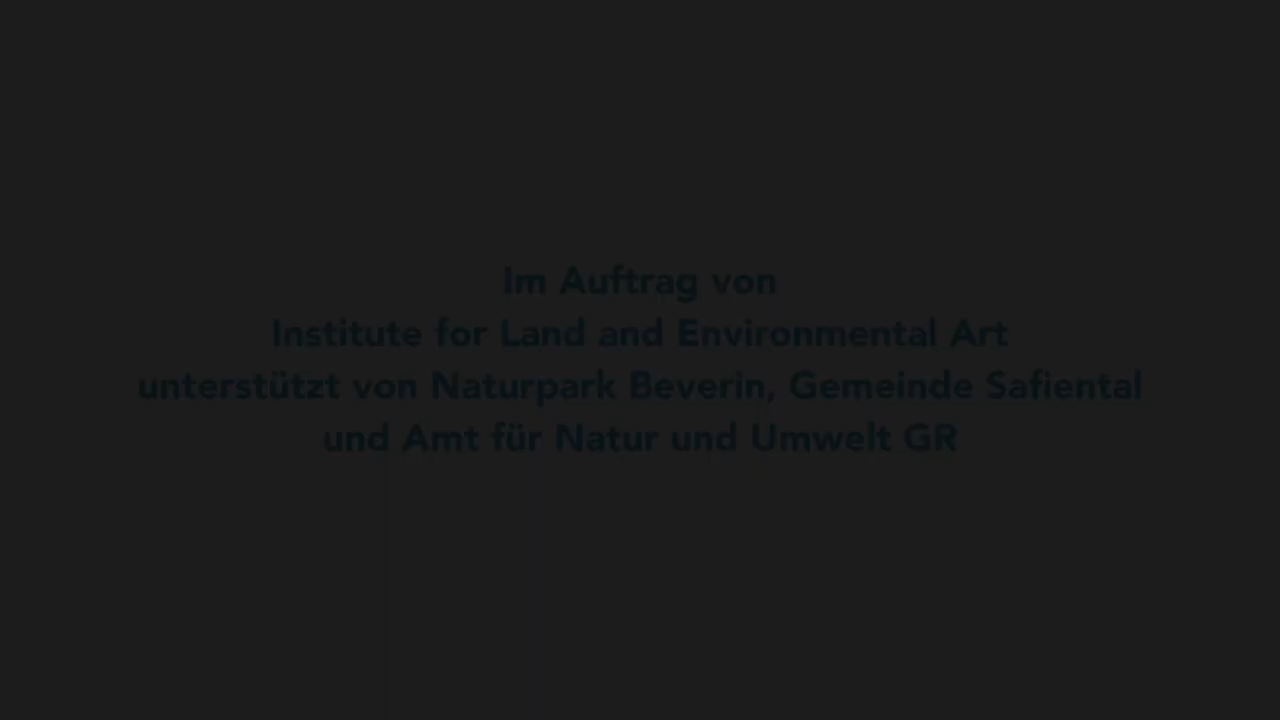 Im Auftrag von
Institute for Land and Environmental Art
unterstützt von Naturpark Beverin, Gemeinde Safiental
und Amt für Natur und Umwelt GR